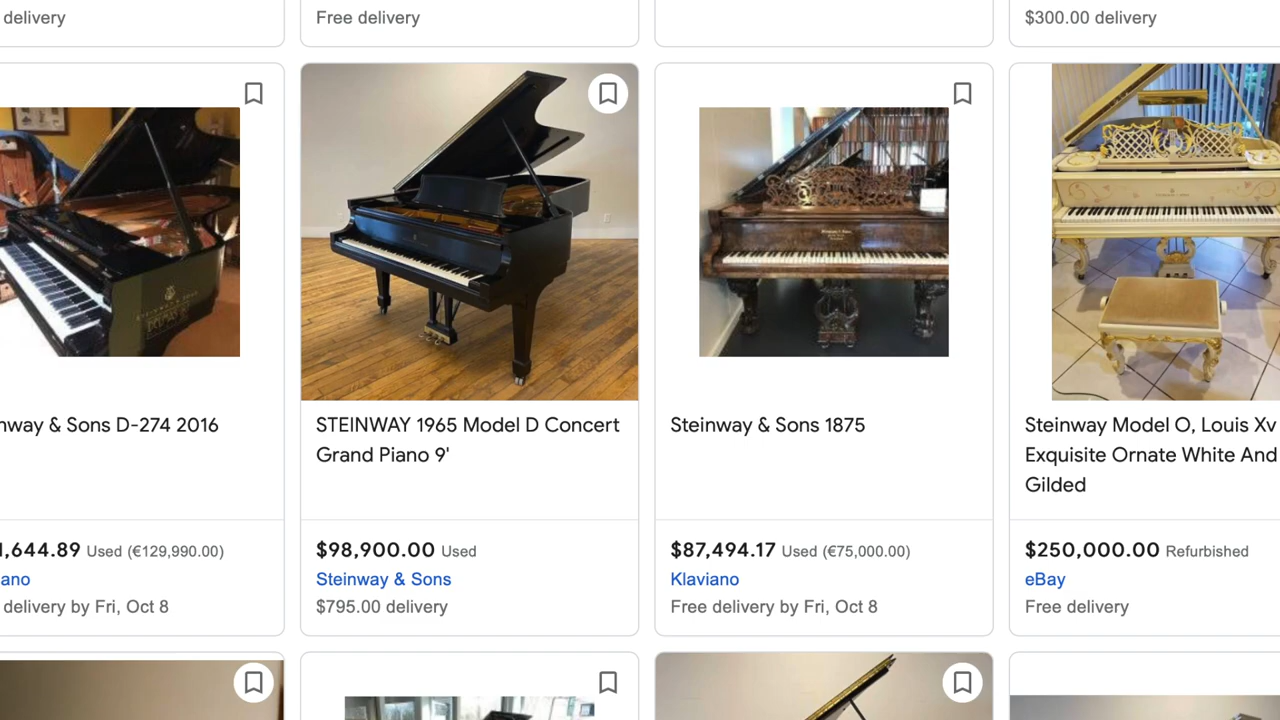 delivery
Free delivery
$300.00 delivery
nway & Sons D-274 2016
1,644.89 Used (€129,990.00)
ano
delivery by Fri, Oct 8
STEINWAY 1965 Model D Concert
Grand Piano 9'
$98,900.00 Used
Steinway & Sons
$795.00 delivery
Steinway & Sons 1875
$87,494.17 Used (€75,000.00)
Klaviano
Free delivery by Fri, Oct 8
Steinway Model O, Louis Xv
Exquisite Ornate White And
Gilded
$250,000.00 Refurbished
eBay
Free delivery